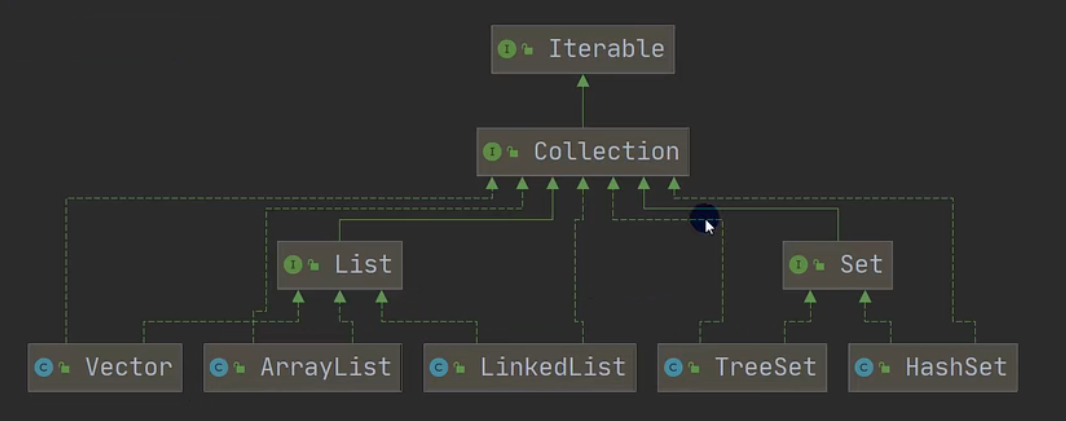 I Iterable
I Collection
I List
I Set
C Vector
C ArrayList
C LinkedList
C TreeSet
C HashSet